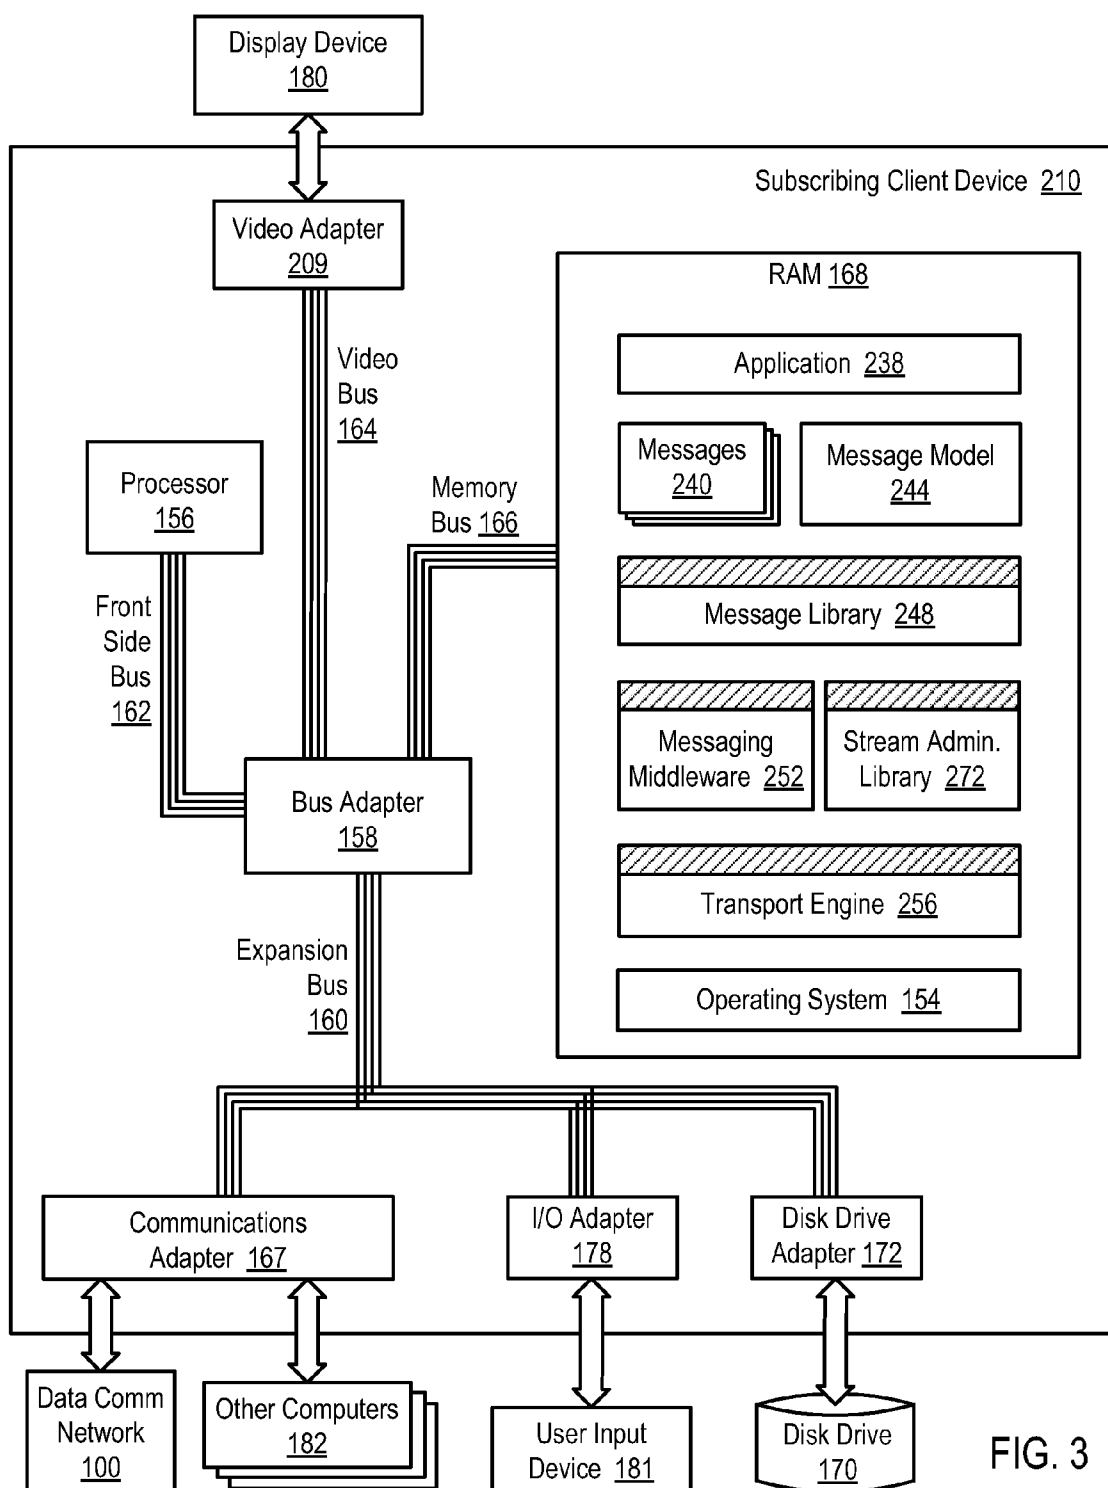 Display Device
180
Subscribing Client Device 210
Video Adapter
209
RAM 168
Video
Bus
164
Application 238
Messages
240
Message Model
244
Processor
156
Memory
Bus 166
Message Library 248
Front
Side
Bus
162
Messaging
Middleware 252
Stream Admin.
Library 272
Bus Adapter
158
Transport Engine 256
Expansion
Bus
160
Operating System 154
Communications
Adapter 167
I/O Adapter
178
Disk Drive
Adapter 172
Data Comm
Network
100
Other Computers
182
User Input
Device 181
Disk Drive
170
FIG. 3